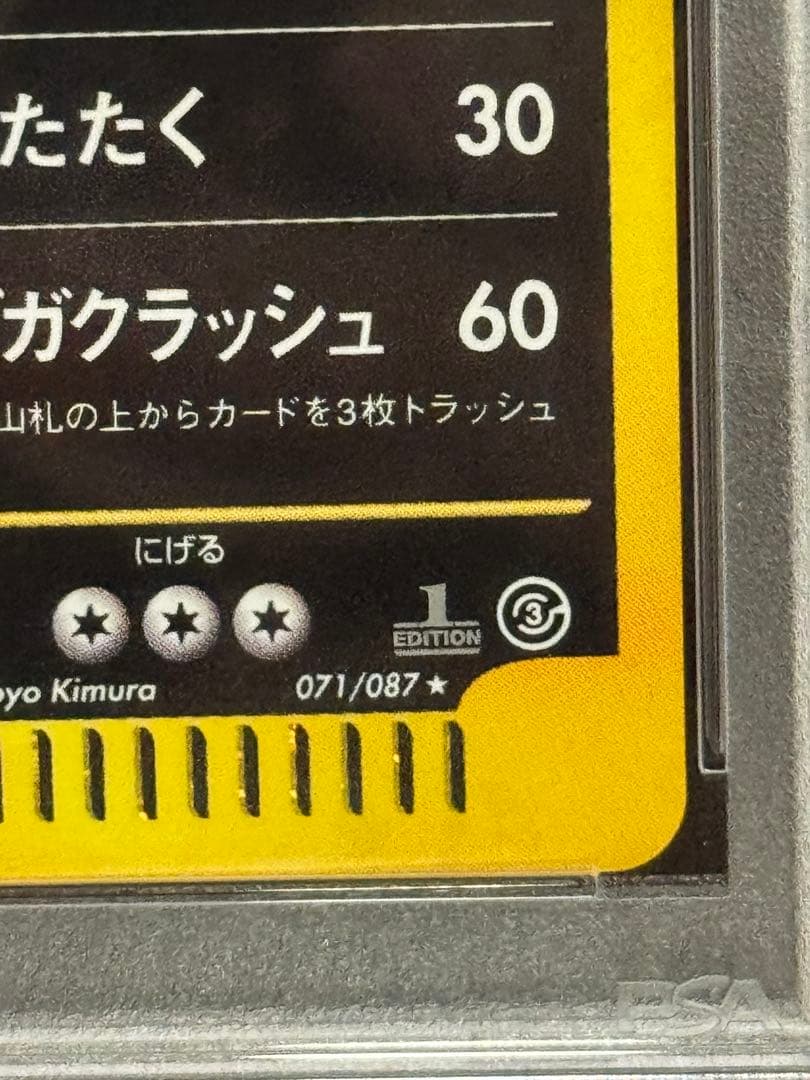 たたく 30
ガクラッシュ 60
山札の上からカードを3枚トラッシュ
にげる
1
EDITION
3
oyo Kimura 071/087★
PSA